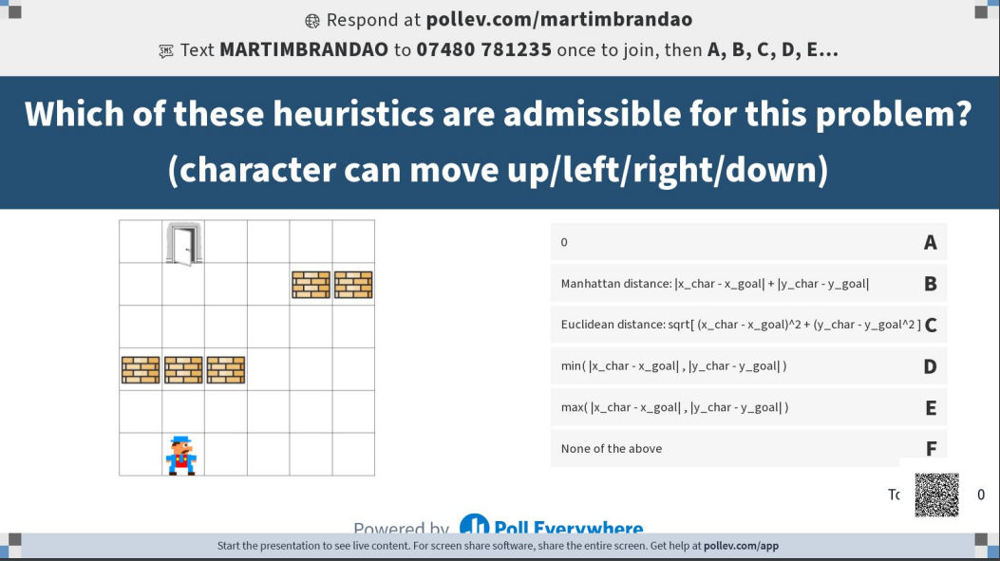 Respond at pollev.com/martimbrandao
SMS Text MARTIMBRANDAO to 07480 781235 once to join, then A, B, C, D, E...
Which of these heuristics are admissible for this problem?
(character can move up/left/right/down)
0 A
Manhattan distance: |x_char - x_goal| + |y_char - y_goal| B
Euclidean distance: sqrt[ (x_char - x_goal)^2 + (y_char - y_goal^2 ] C
min( |x_char - x_goal| , |y_char - y_goal| ) D
max( |x_char - x_goal| , |y_char - y_goal| ) E
None of the above F
0
Powered by Poll Everywhere
Start the presentation to see live content. For screen share software, share the entire screen. Get help at pollev.com/app